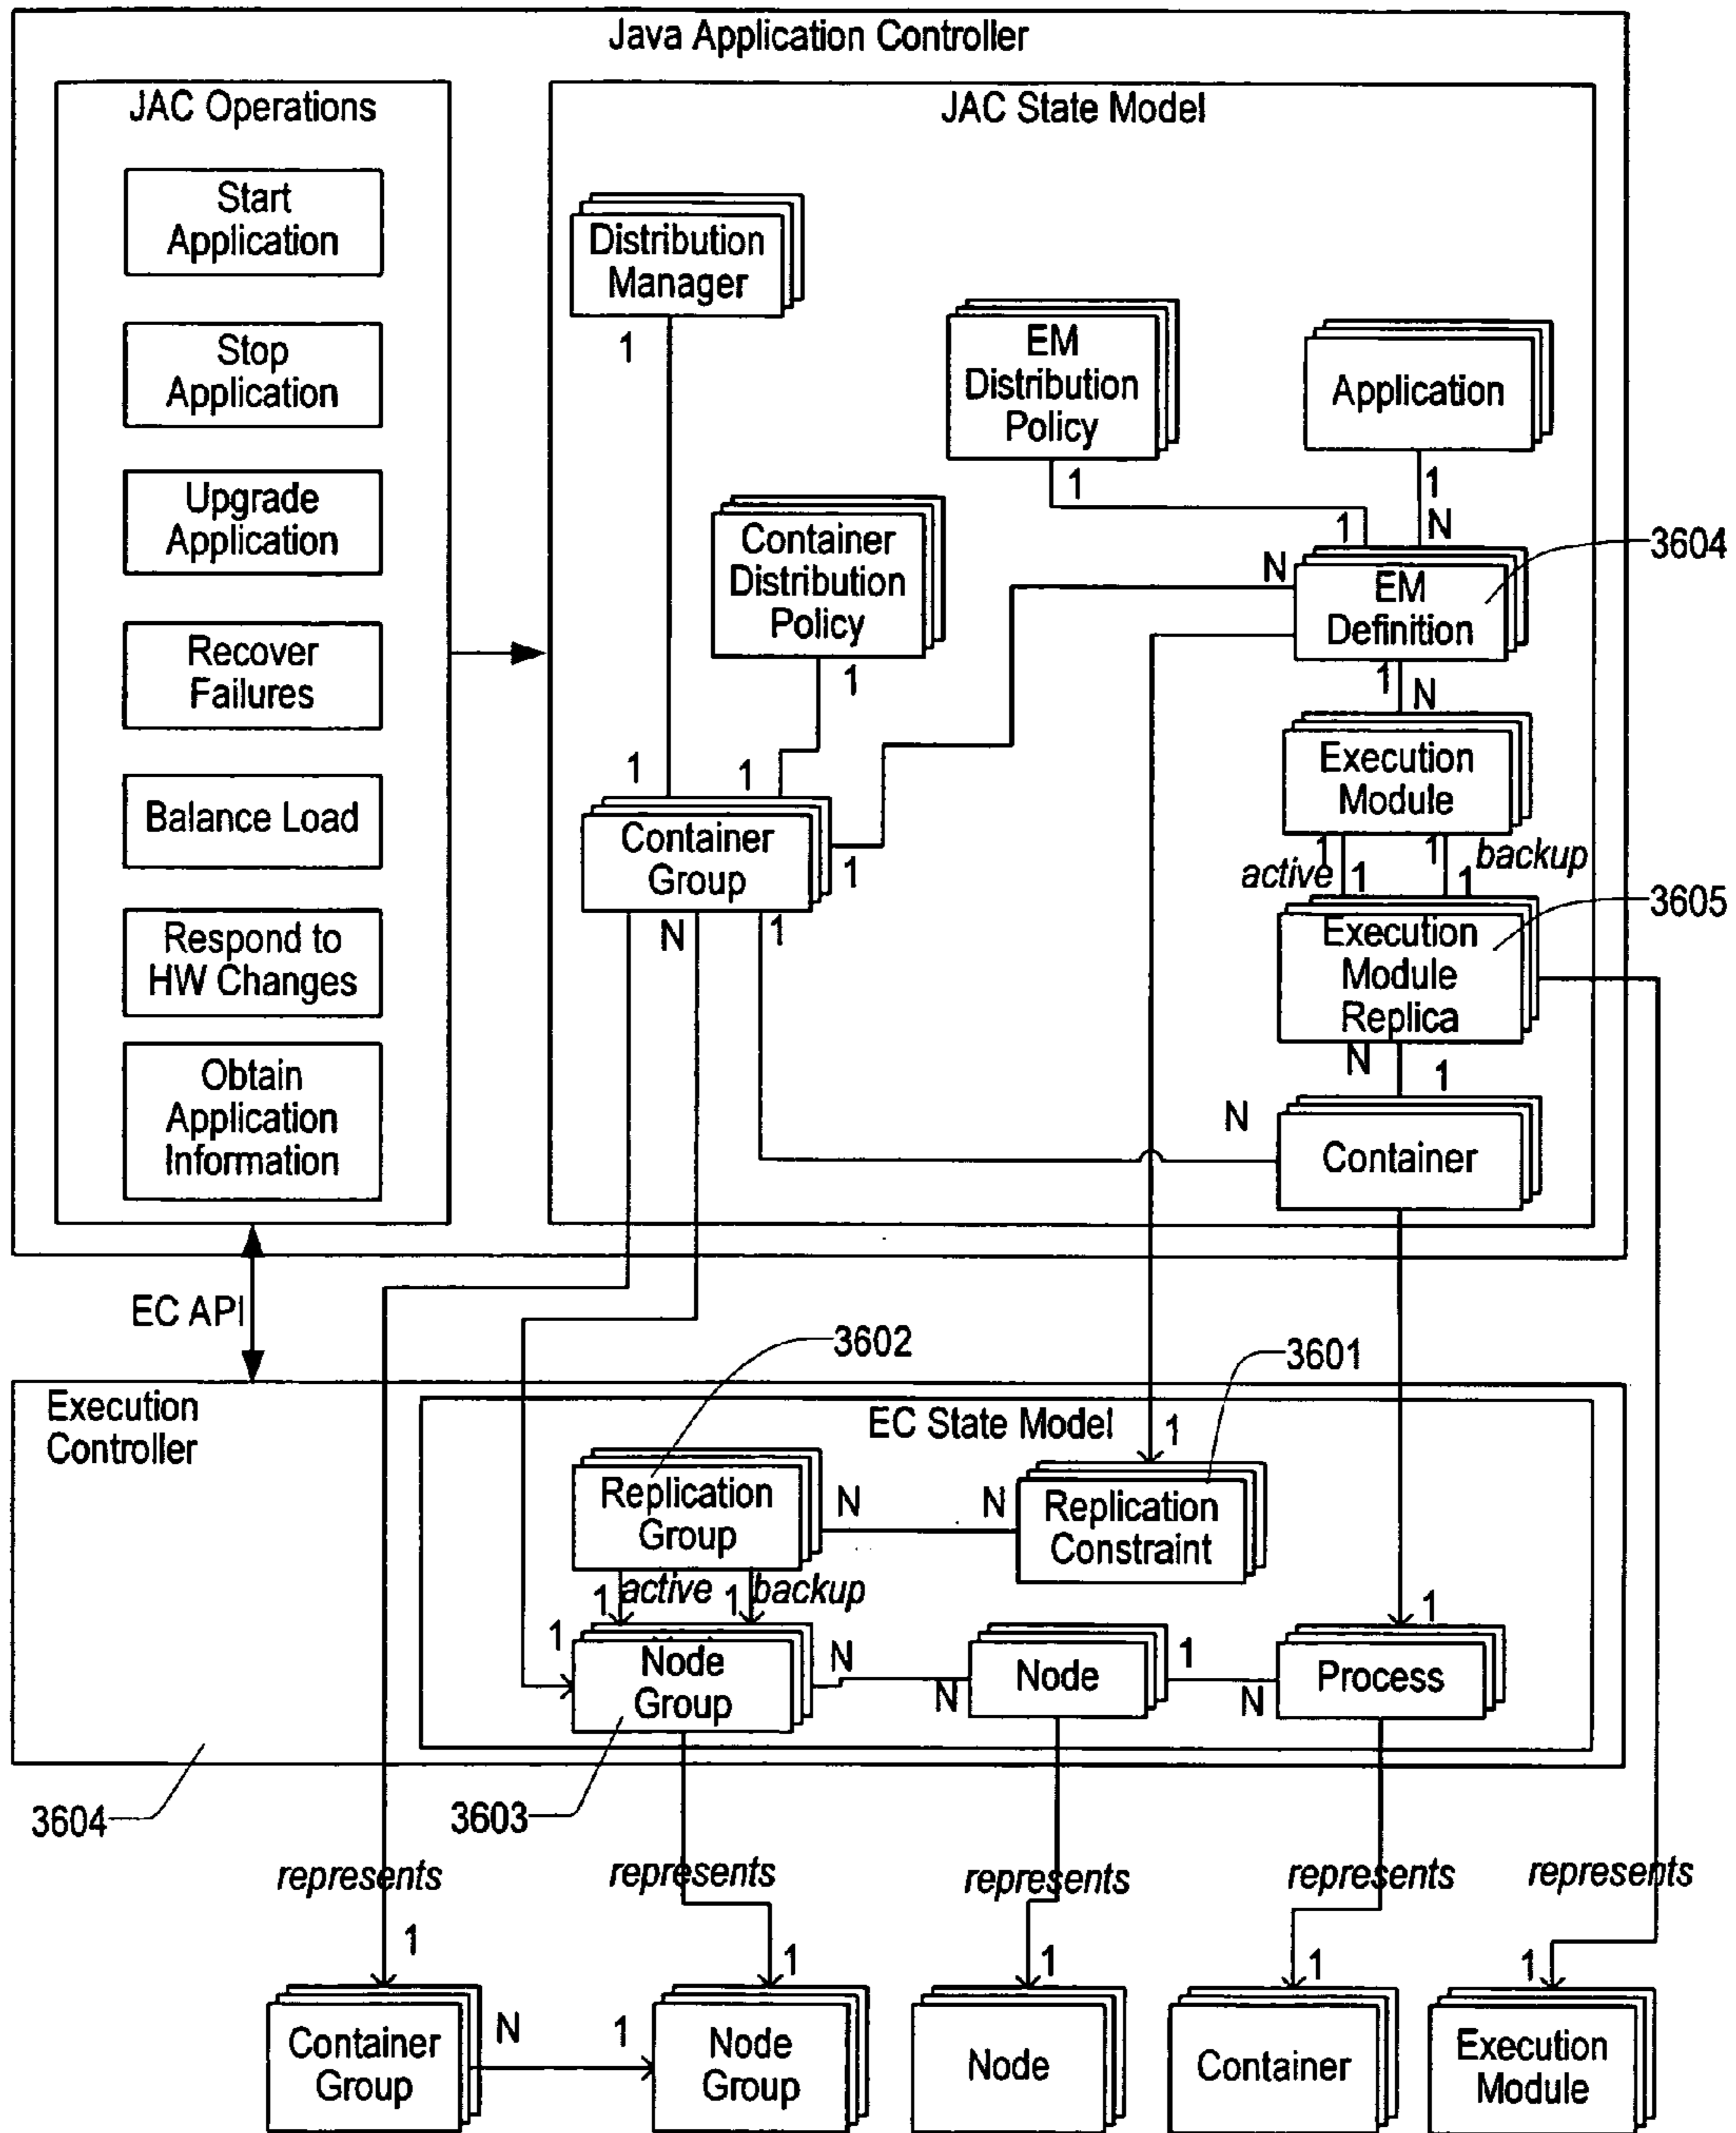 Java Application Controller
JAC Operations
Start
Application
Stop
Application
Upgrade
Application
Recover
Failures
Balance Load
Respond to
HW Changes
Obtain
Application
Information
JAC State Model
Distribution
Manager
1
EM
Distribution
Policy
1
Application
1
1
N
Container
Distribution
Policy
1
N
EM
Definition
3604
1
N
Execution
Module
1
1
Container
Group
1
1
active
1
1
backup
1
3605
Execution
Module
Replica
N
1
N
1
N
Container
EC API
3602
3601
Execution
Controller
EC State Model
1
Replication
Group
N
N
Replication
Constraint
1
active
1
backup
1
1
Node
Group
N
N
Node
1
N
Process
3604
3603
represents
represents
represents
represents
represents
1
1
1
1
1
Container
Group
N
1
Node
Group
Node
Container
Execution
Module